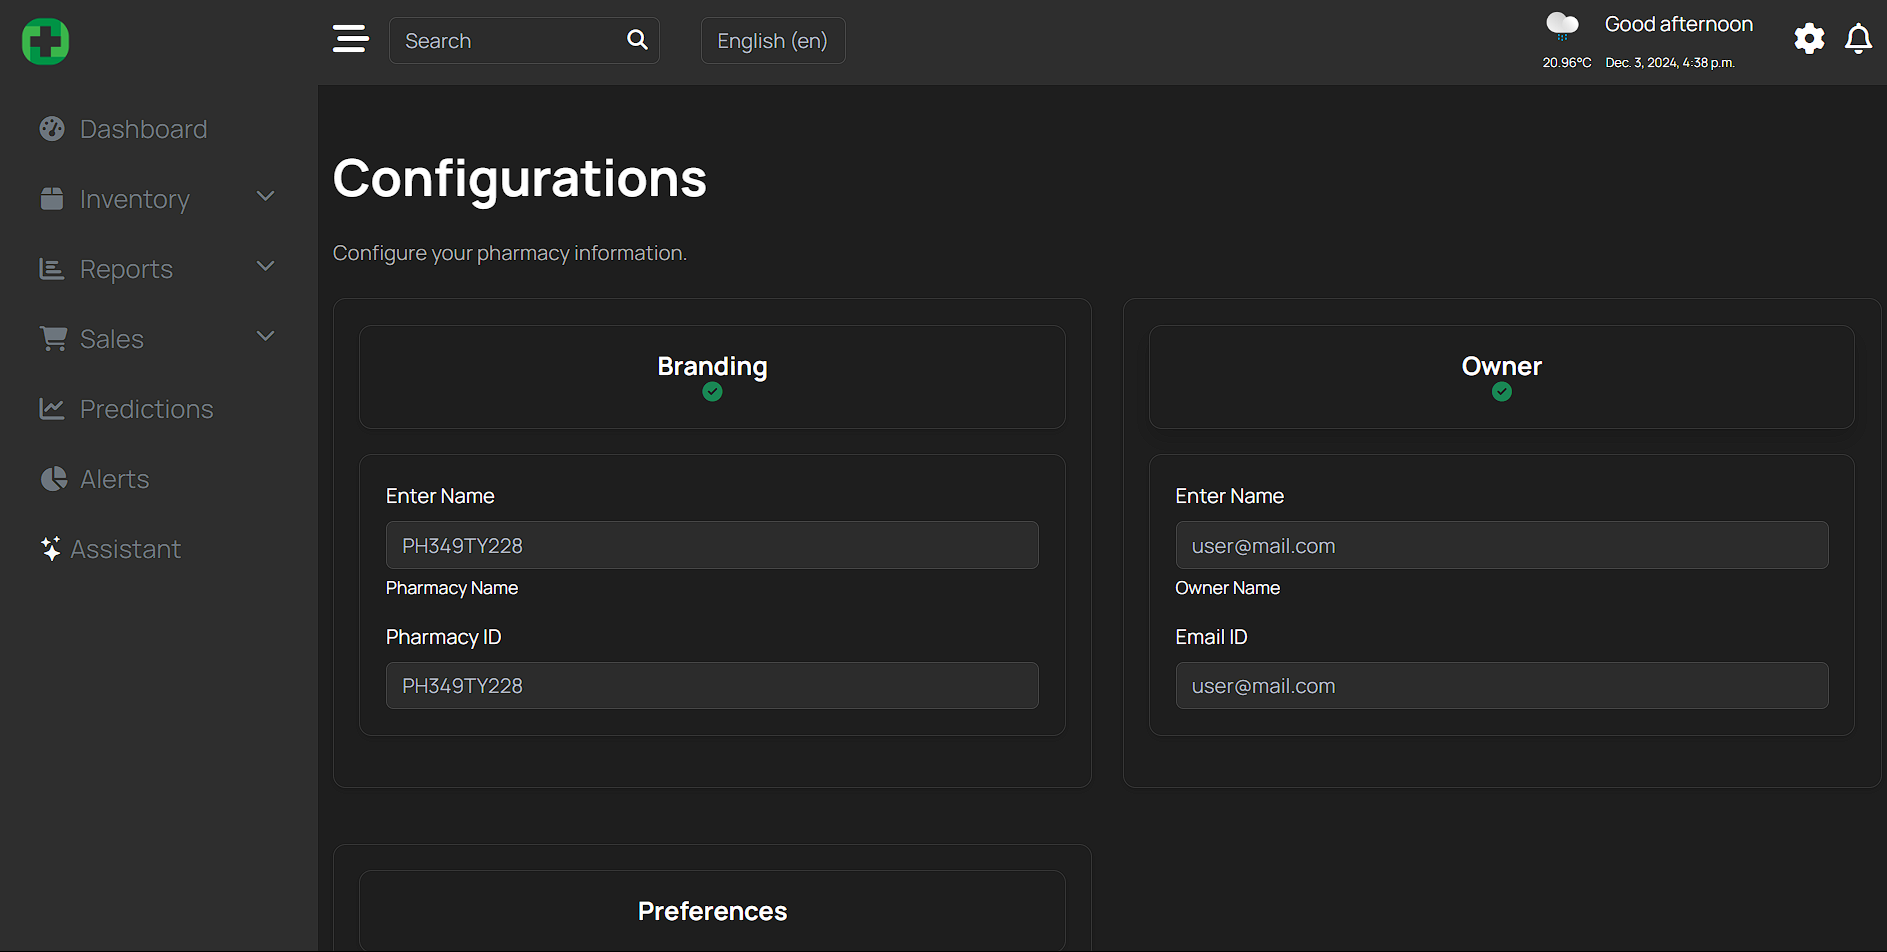 Search
English (en)
Good afternoon
20.96°C Dec. 3, 2024, 4:38 p.m.
Dashboard
Inventory
Reports
Sales
Predictions
Alerts
Assistant
Configurations
Configure your pharmacy information.
Branding
Enter Name
PH349TY228
Pharmacy Name
Pharmacy ID
PH349TY228
Owner
Enter Name
user@mail.com
Owner Name
Email ID
user@mail.com
Preferences